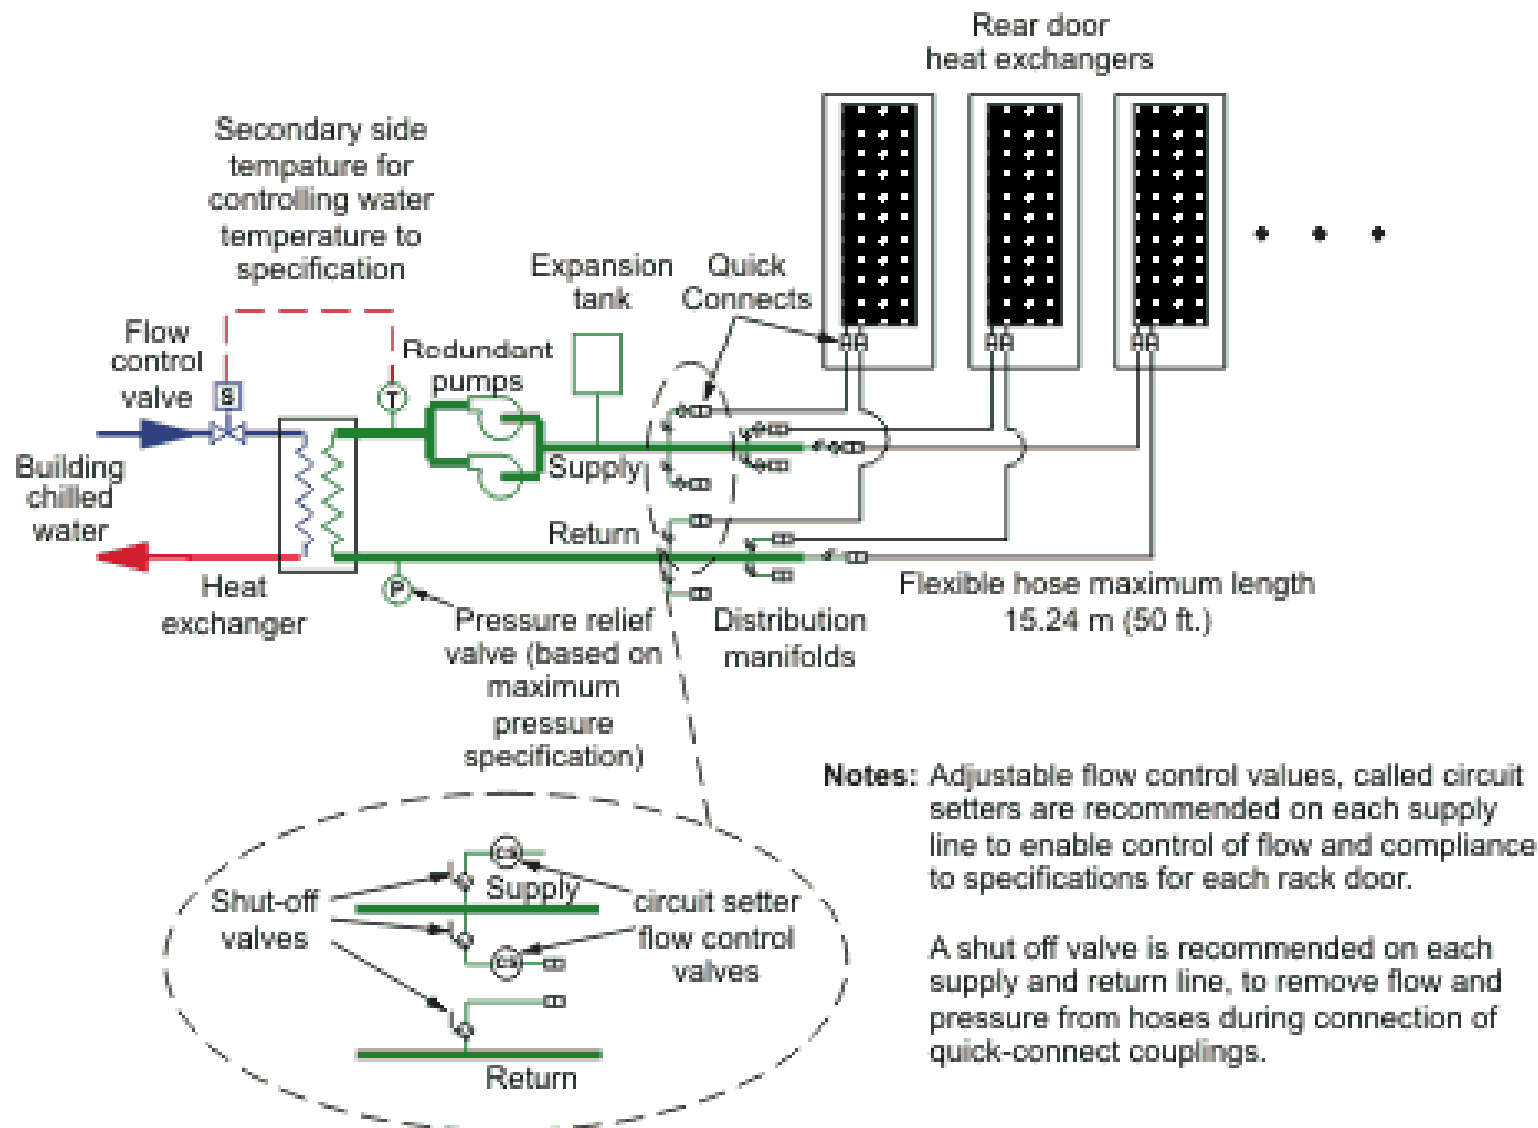 Rear door
heat exchangers
Secondary side
tempature for
controlling water
temperature to
specification
Expansion
tank
Quick
Connects
Flow
control
valve
S
T
Redundant
pumps
Building
chilled
water
Supply
Return
Heat
exchanger
P
Pressure relief
valve (based on
maximum
pressure
specification)
Distribution
manifolds
Flexible hose maximum length
15.24 m (50 ft.)
Notes: Adjustable flow control values, called circuit
setters are recommended on each supply
line to enable control of flow and compliance
to specifications for each rack door.
A shut off valve is recommended on each
supply and return line, to remove flow and
pressure from hoses during connection of
quick-connect couplings.
Shut-off
valves
CS
Supply
circuit setter
flow control
valves
CS
Return